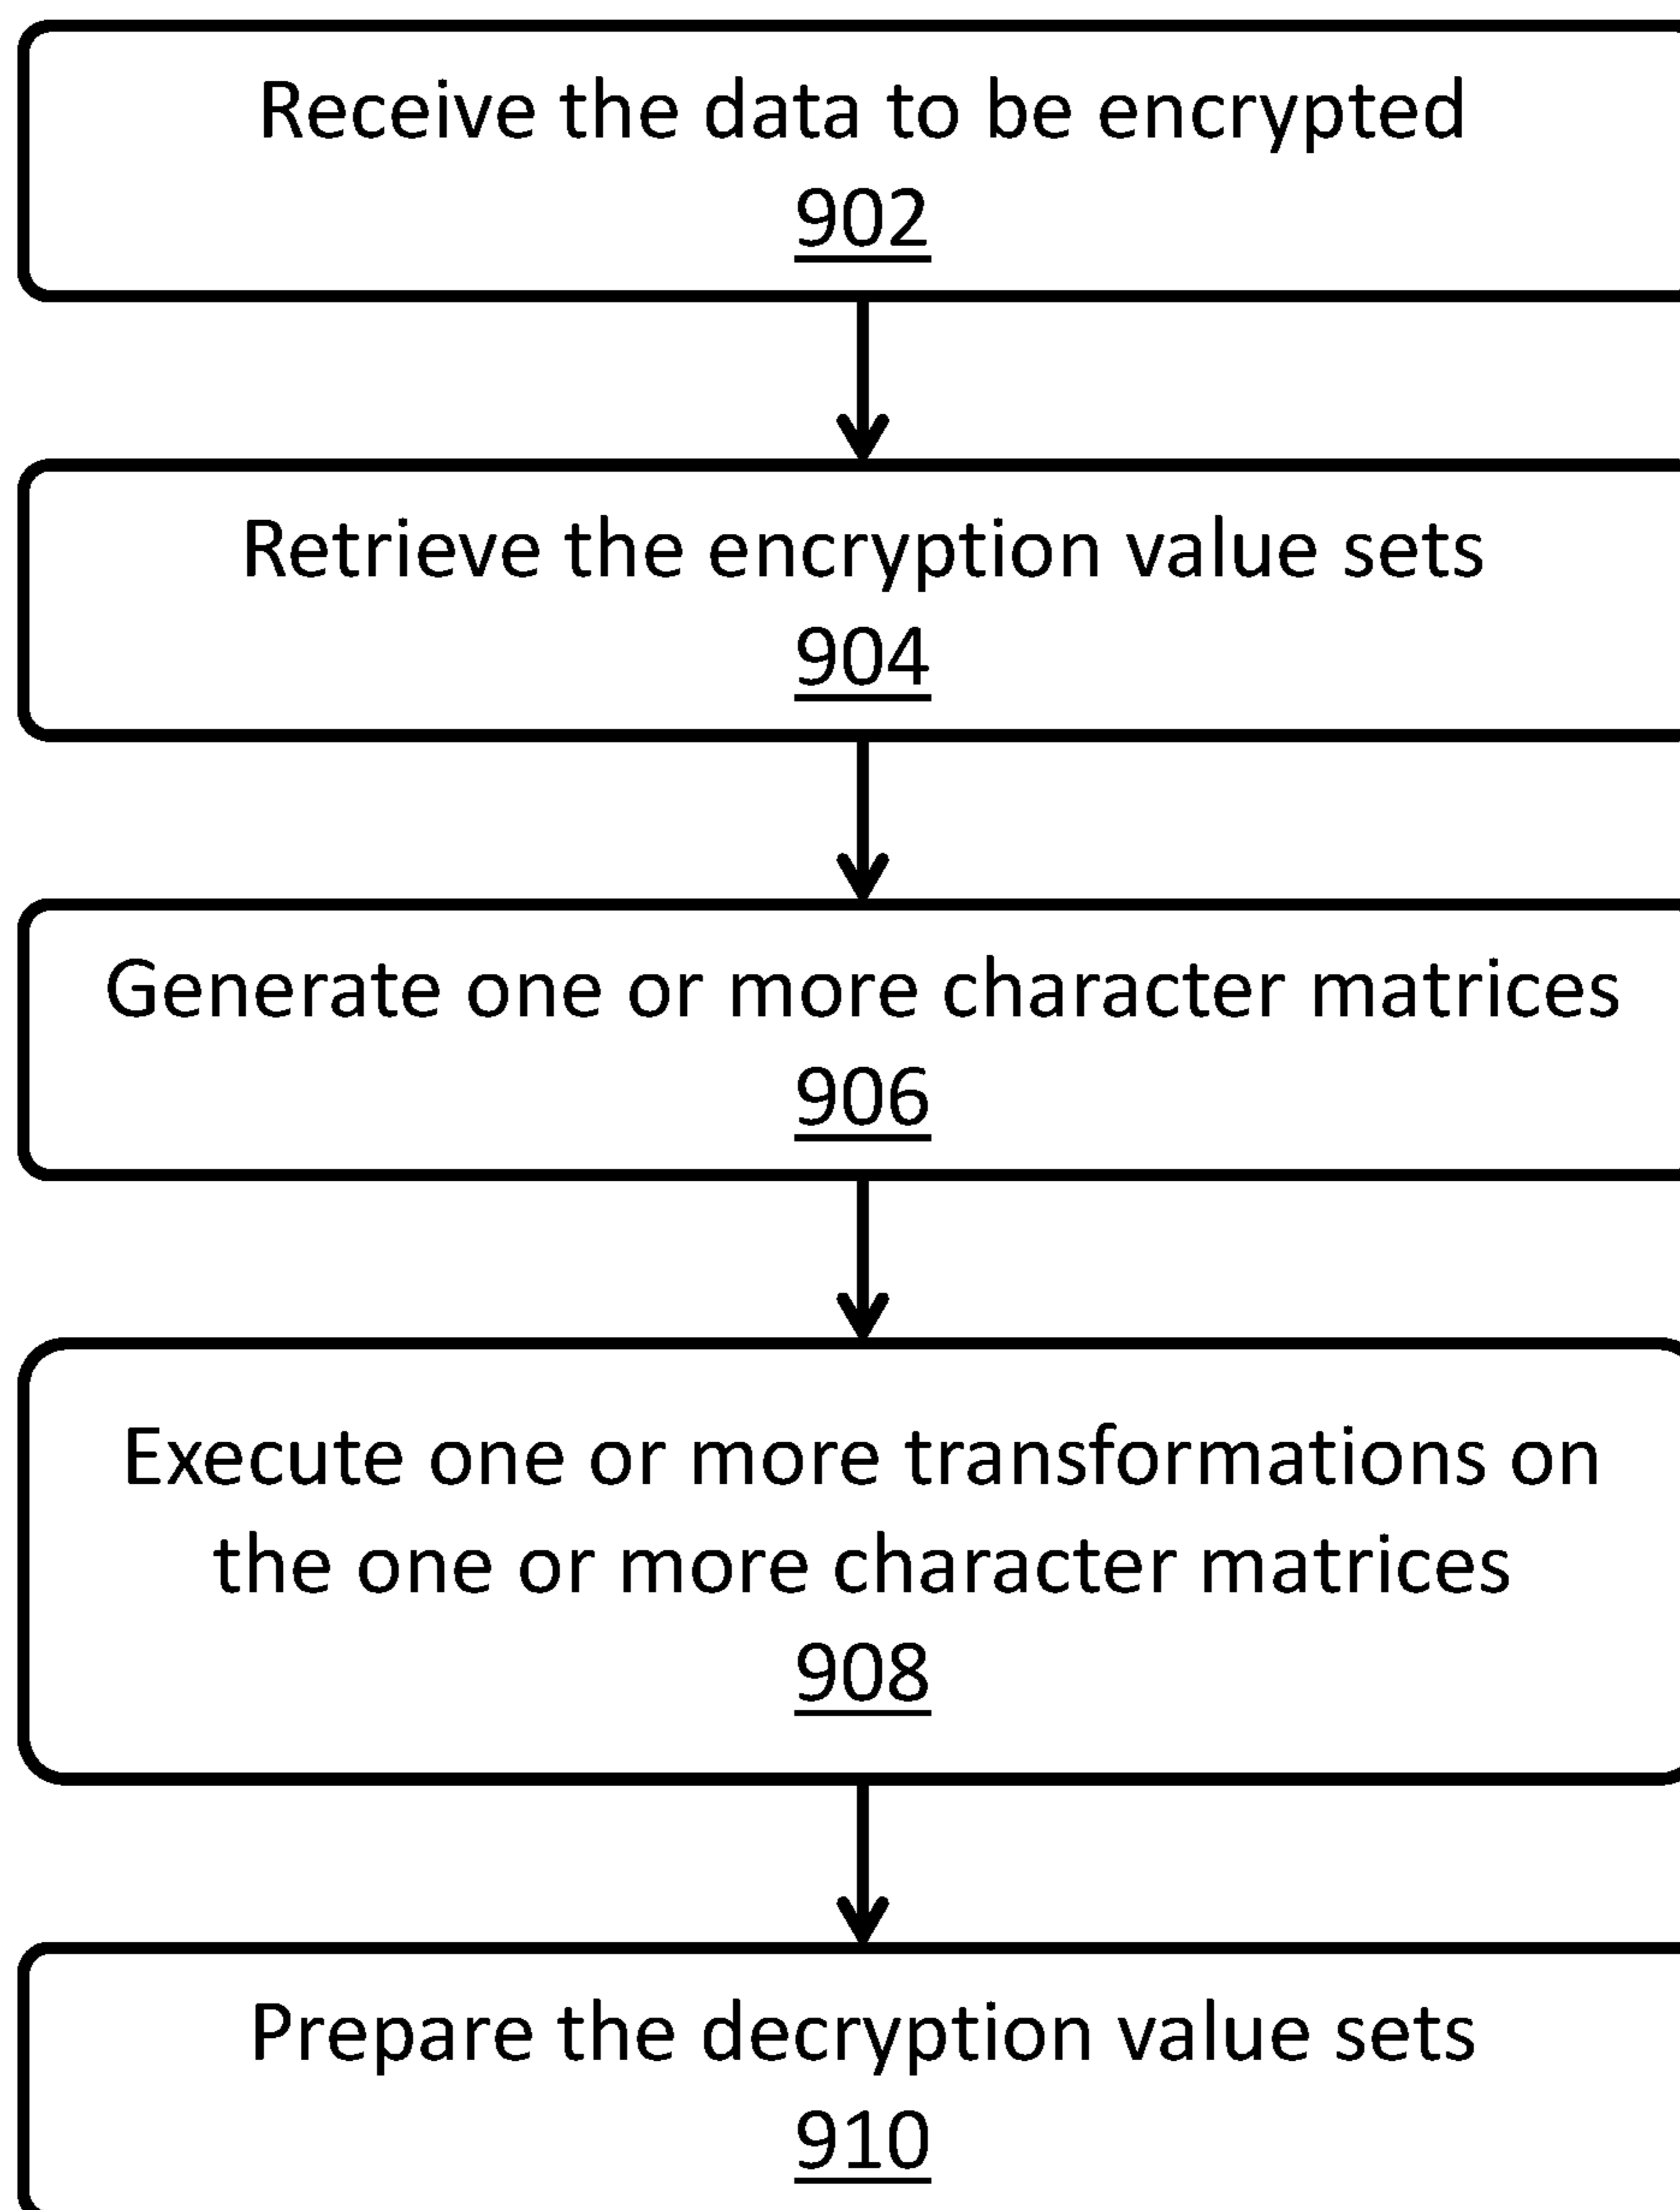 Receive the data to be encrypted
902
Retrieve the encryption value sets
904
Generate one or more character matrices
906
Execute one or more transformations on
the one or more character matrices
908
Prepare the decryption value sets
910